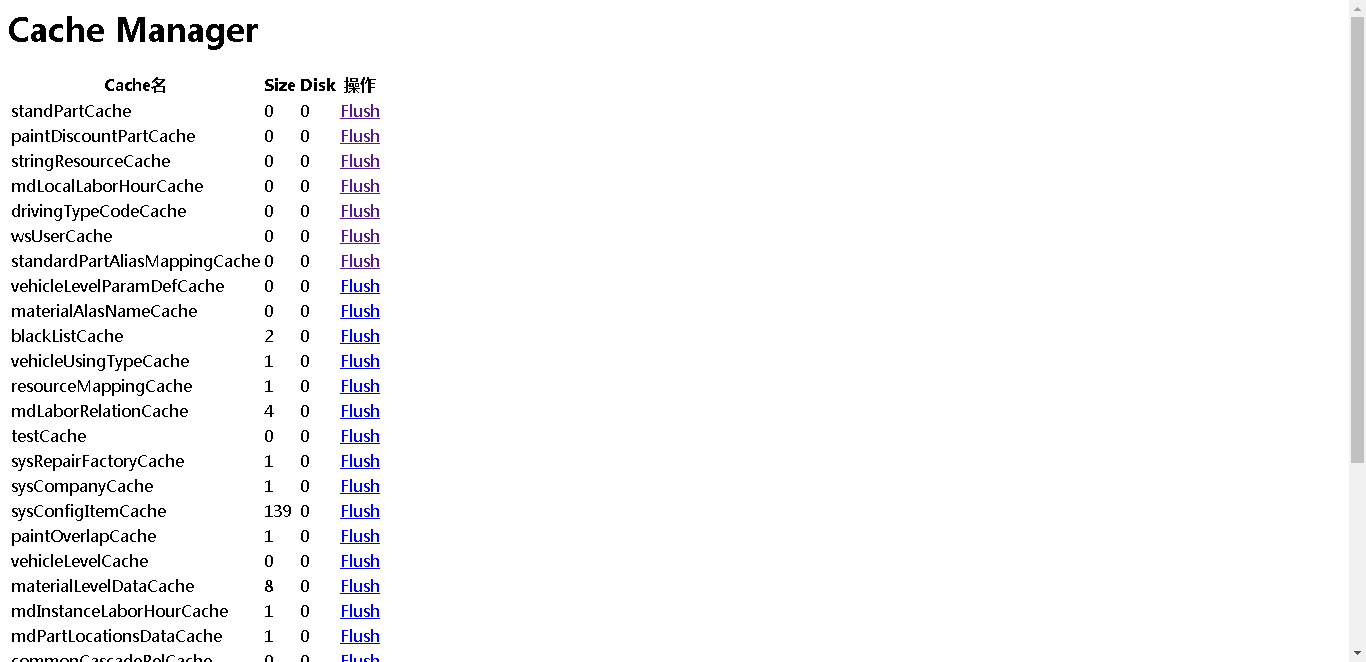 Cache Manager
Cache名 Size Disk 操作
standPartCache 0 0 Flush
paintDiscountPartCache 0 0 Flush
stringResourceCache 0 0 Flush
mdLocalLaborHourCache 0 0 Flush
drivingTypeCodeCache 0 0 Flush
wsUserCache 0 0 Flush
standardPartAliasMappingCache 0 0 Flush
vehicleLevelParamDefCache 0 0 Flush
materialAlasNameCache 0 0 Flush
blackListCache 2 0 Flush
vehicleUsingTypeCache 1 0 Flush
resourceMappingCache 1 0 Flush
mdLaborRelationCache 4 0 Flush
testCache 0 0 Flush
sysRepairFactoryCache 1 0 Flush
sysCompanyCache 1 0 Flush
sysConfigItemCache 139 0 Flush
paintOverlapCache 1 0 Flush
vehicleLevelCache 0 0 Flush
materialLevelDataCache 8 0 Flush
mdInstanceLaborHourCache 1 0 Flush
mdPartLocationsDataCache 1 0 Flush
commonCascadeRelCache 0 0 Flush